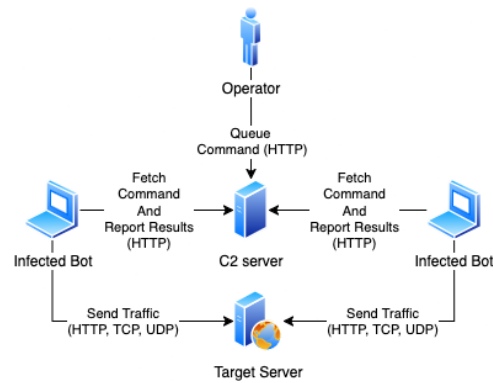 Operator
Queue
Command (HTTP)
Fetch
Command
And
Report Results
(HTTP)
Fetch
Command
And
Report Results
(HTTP)
Infected Bot
C2 server
Infected Bot
Send Traffic
(HTTP, TCP, UDP)
Send Traffic
(HTTP, TCP, UDP)
Target Server